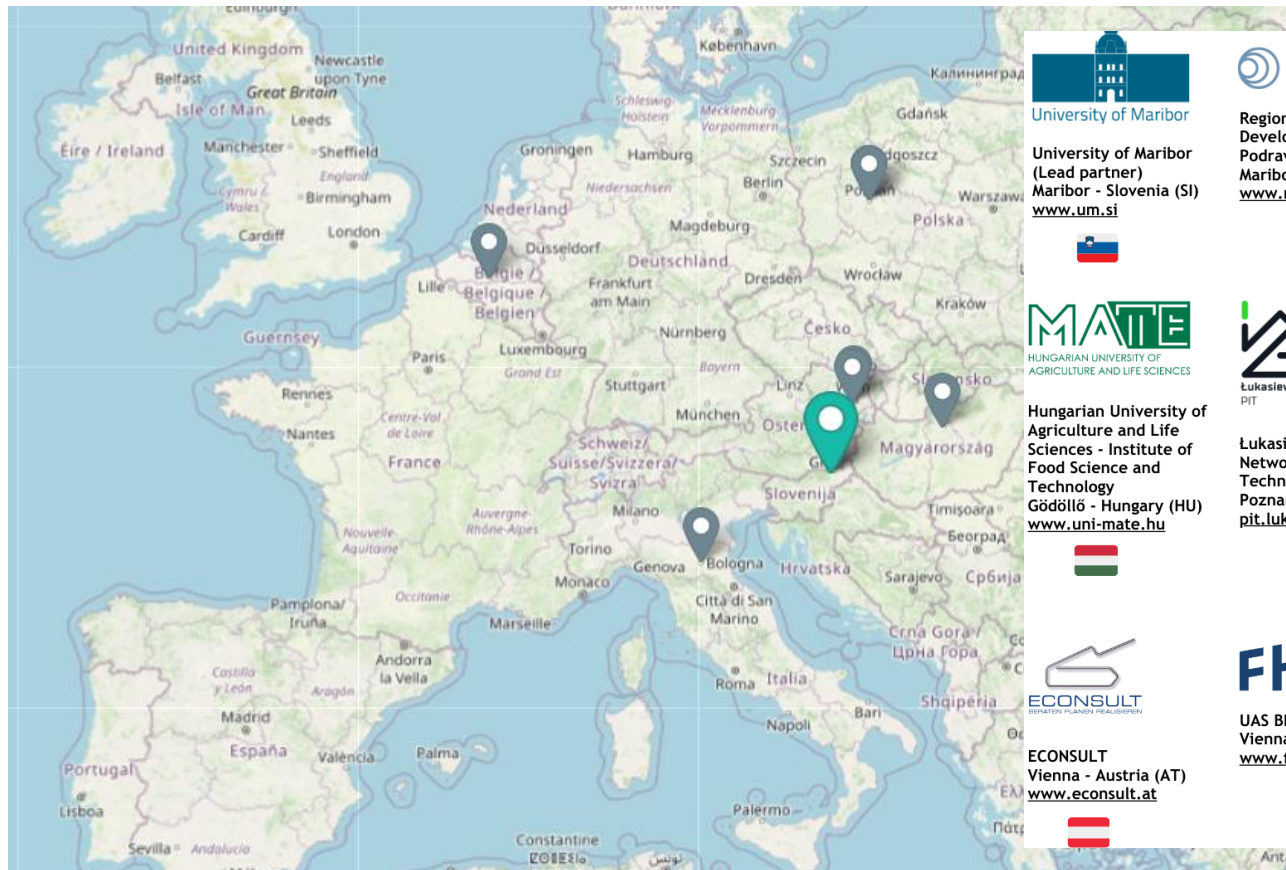 Edinburgh
United Kingdom
Newcastle
upon Tyne
Belfast
Great Britain
Isle of Man
Leeds
Éire / Ireland
Manchester
Sheffield
England
Cymru /
Wales
Birmingham
Cardiff
London
Guernsey
København
Калининград
Schleswig-
Holstein
Mecklenburg-
Vorpommern
Gdańsk
Groningen
Hamburg
Szczecin
Berlin
Niedersachsen
Warszawa
Nederland
Magdeburg
Polska
Düsseldorf
Deutschland
België /
Belgique /
Belgien
Lille
Frankfurt
am Main
Dresden
Wrocław
Kraków
Nürnberg
Česko
Luxembourg
Paris
Grand Est
Bayern
Stuttgart
Linz
Rennes
München
Nantes
Centre-Val
de Loire
France
Schweiz/
Suisse/Svizzera/
Svizra
Magyarország
Slovenija
Milano
Timișoara
Auvergne-
Rhône-Alpes
Nouvelle-
Aquitaine
Torino
Genova
Bologna
Hrvatska
Београд
Monaco
Sarajevo
Србија
Occitanie
Città di San
Marino
Pamplona/
Iruña
Marseille
Crna Gora /
Црна Гора
Andorra
la Vella
Roma
Italia
Castilla
y León
Aragón
Shqipëria
Bari
Napoli
Madrid
España
València
Palma
Portugal
Lisboa
Palermo
Sevilla
Andalucía
Constantine
تونس
University of Maribor
University of Maribor
(Lead partner)
Maribor - Slovenia (SI)
www.um.si
MATE
HUNGARIAN UNIVERSITY OF
AGRICULTURE AND LIFE SCIENCES
PIT
Hungarian University of
Agriculture and Life
Sciences - Institute of
Food Science and
Technology
Gödöllő - Hungary (HU)
www.uni-mate.hu
ECONSULT
BERATEN PLANEN REALISIEREN
ECONSULT
Vienna - Austria (AT)
www.econsult.at
FH
Vienna